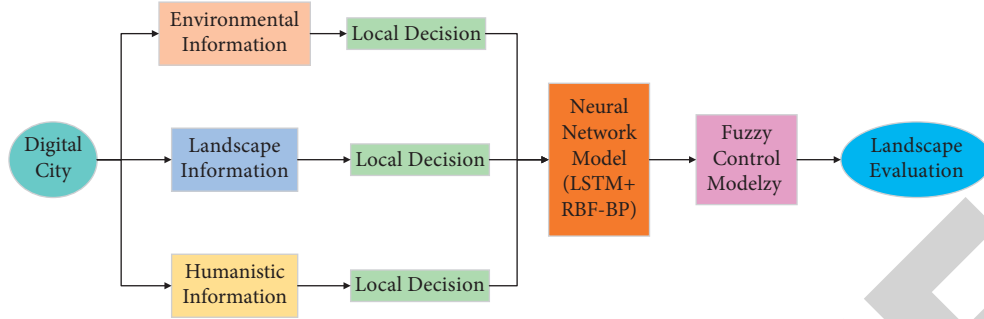 Digital
City
Environmental
Information
Local Decision
Landscape
Information
Local Decision
Humanistic
Information
Local Decision
Neural
Network
Model
(LSTM+
RBF-BP)
Fuzzy
Control
Modelzy
Landscape
Evaluation